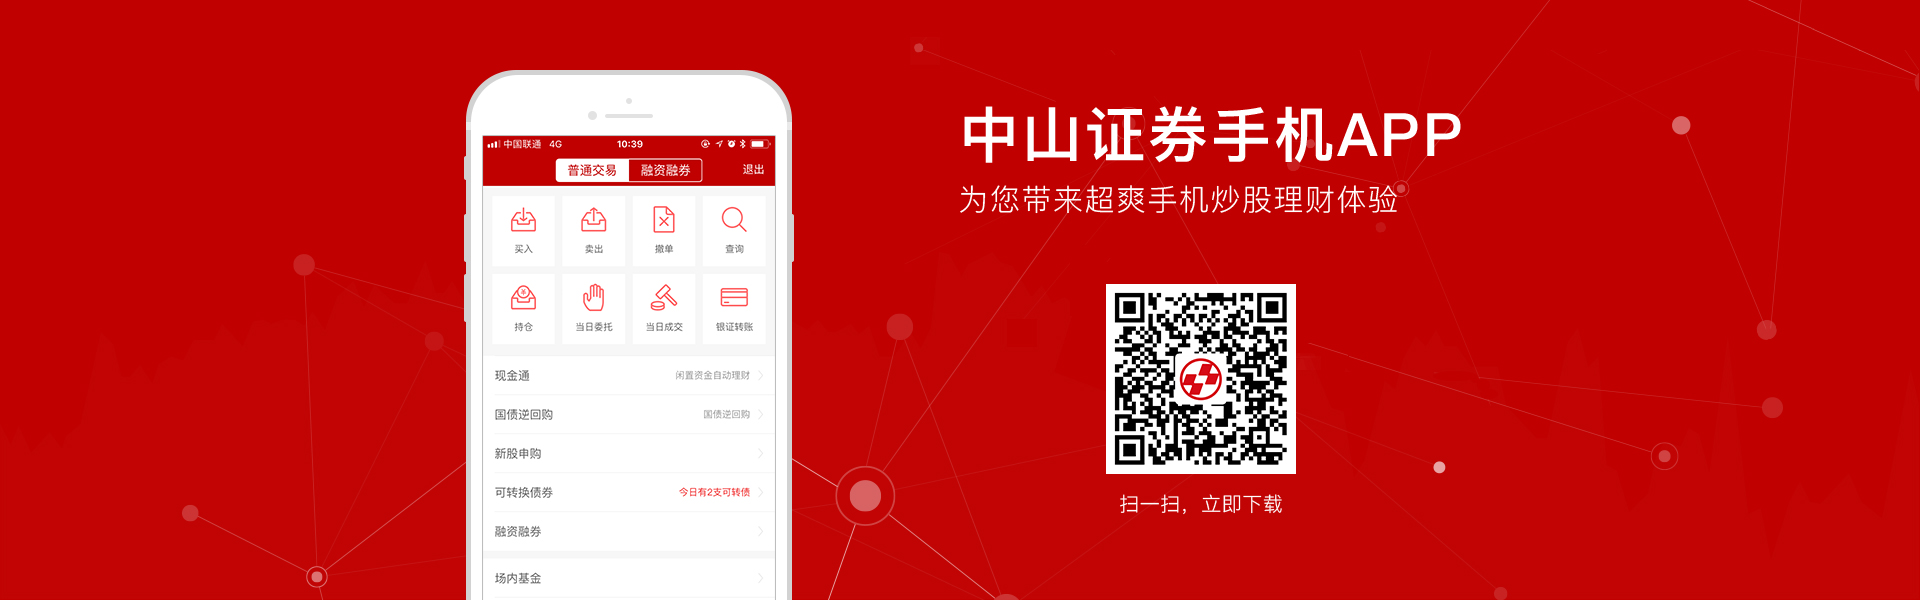 中国联通 4G 10:39
普通交易 融资融券 退出
买入 卖出 撤单 查询
持仓 当日委托 当日成交 银证转账
现金通 闲置资金自动理财
国债逆回购 国债逆回购
新股申购
可转换债券 今日有2支可转债
融资融券
场内基金
中山证券手机APP
为您带来超爽手机炒股理财体验
扫一扫，立即下载